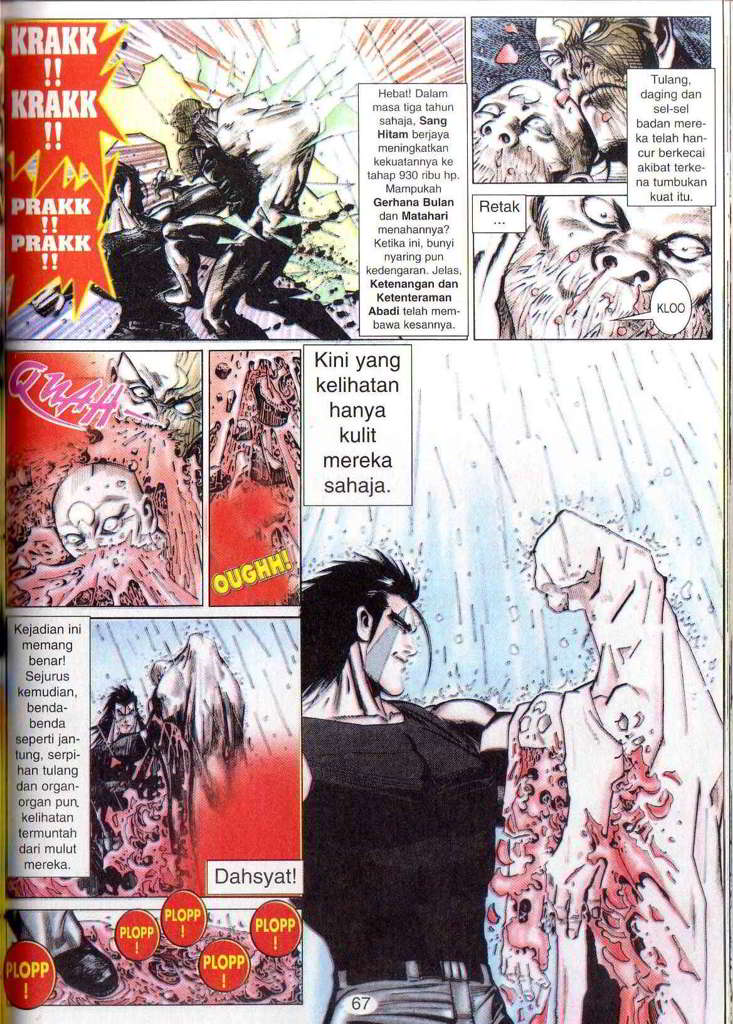 KRAKK
!!
KRAKK
!!
PRAKK
!!
PRAKK
!!
Hebat! Dalam
masa tiga tahun
sahaja, Sang
Hitam berjaya
meningkatkan
kekuatannya ke
tahap 930 ribu hp.
Mampukah
Gerhana Bulan
dan Matahari
menahannya?
Ketika ini, bunyi
nyaring pun
kedengaran. Jelas,
Ketenangan dan
Ketenteraman
Abadi telah mem-
bawa kesannya.
Tulang,
daging dan
sel-sel
badan mere-
ka telah han-
cur berkecai
akibat terke-
na tumbukan
kuat itu.
Retak
...
KLOO
QUAH
OUGHH!
Kini yang
kelihatan
hanya
kulit
mereka
sahaja.
Kejadian ini
memang
benar!
Sejurus
kemudian,
benda-
benda
seperti jan-
tung, serpi-
han tulang
dan organ-
organ pun
kelihatan
termuntah
dari mulut
mereka.
Dahsyat!
PLOPP
!
PLOPP
!
PLOPP
!
PLOPP
!
PLOPP
!
67